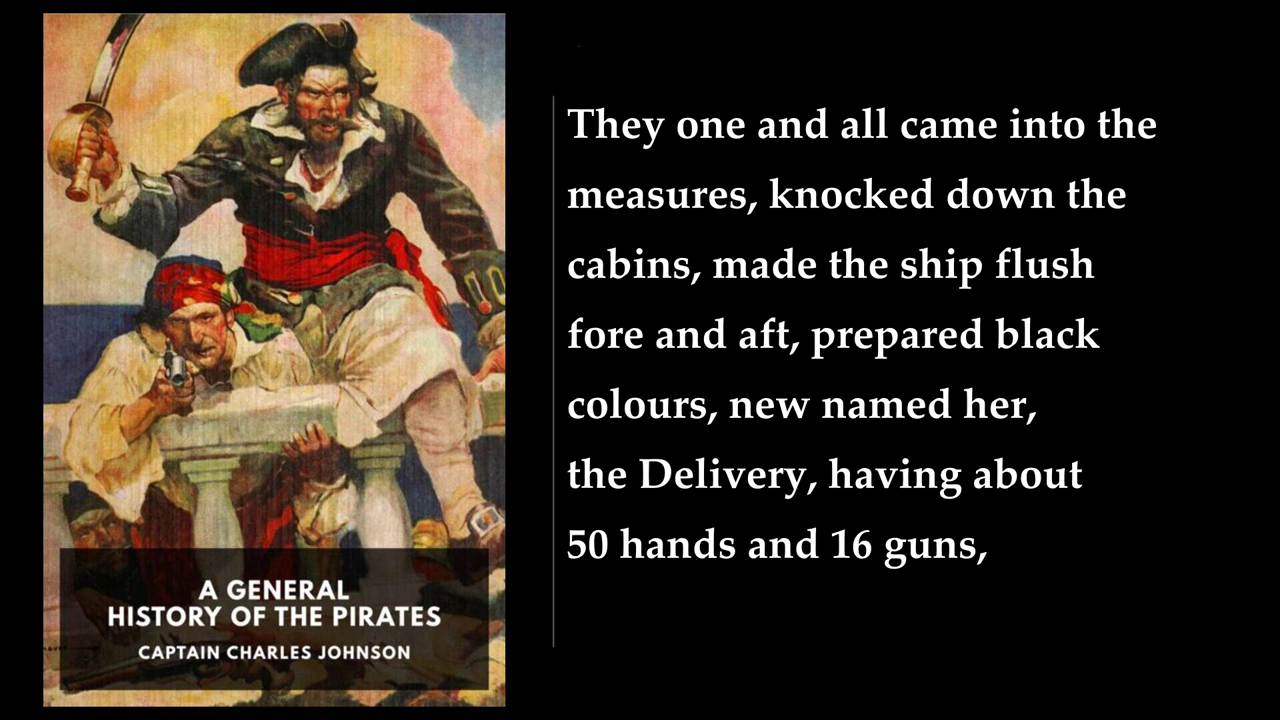 A GENERAL
HISTORY OF THE PIRATES
CAPTAIN CHARLES JOHNSON
They one and all came into the
measures, knocked down the
cabins, made the ship flush
fore and aft, prepared black
colours, new named her,
the Delivery, having about
50 hands and 16 guns,